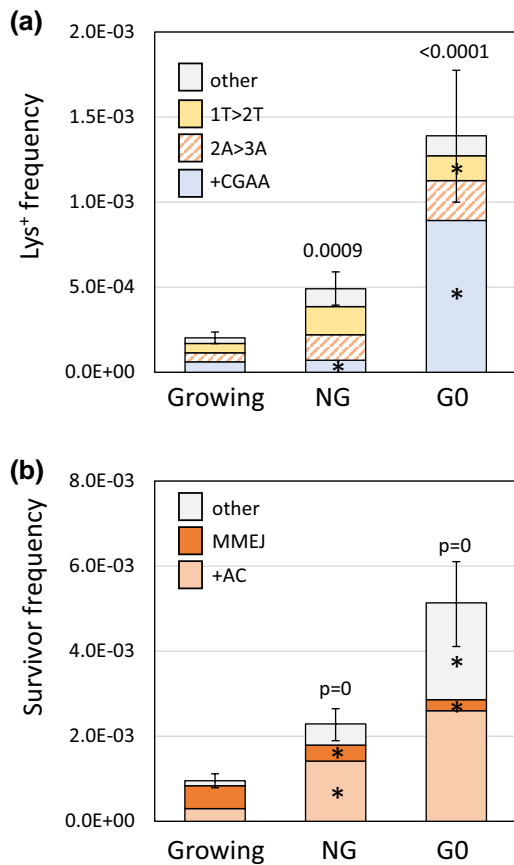 (a)
Lys⁺ frequency
2.0E-03
1.5E-03
1.0E-03
5.0E-04
0.0E+00
other
1T>2T
2A>3A
+CGAA
0.0009
<0.0001
*
*
*
Growing NG G0
(b)
Survivor frequency
8.0E-03
6.0E-03
4.0E-03
2.0E-03
0.0E+00
other
MMEJ
+AC
p=0
p=0
*
*
*
*
Growing NG G0